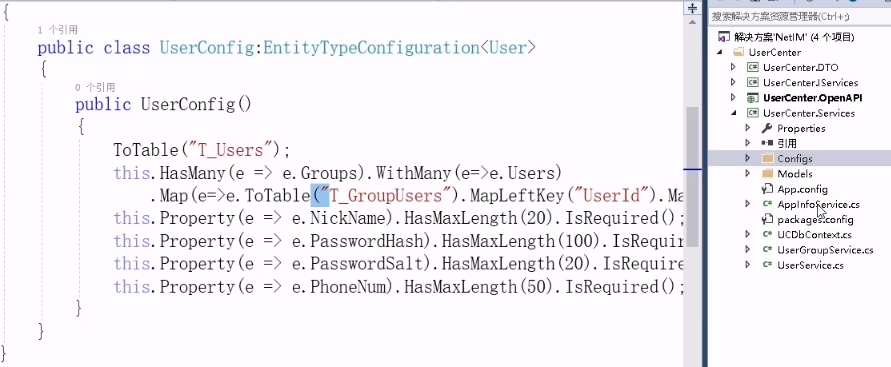 {
1 个引用
public class UserConfig:EntityTypeConfiguration<User>
{
0 个引用
public UserConfig()
{
ToTable("T_Users");
this.HasMany(e => e.Groups).WithMany(e=>e.Users)
.Map(e=>e.ToTable("T_GroupUsers").MapLeftKey("UserId").Ma
this.Property(e => e.NickName).HasMaxLength(20).IsRequired();
this.Property(e => e.PasswordHash).HasMaxLength(100).IsRequir
this.Property(e => e.PasswordSalt).HasMaxLength(20).IsRequire
this.Property(e => e.PhoneNum).HasMaxLength(50).IsRequired();
}
}
}
搜索解决方案资源管理器(Ctrl+;)
解决方案'NetIM' (4 个项目)
UserCenter
UserCenter.DTO
UserCenter.IServices
UserCenter.OpenAPI
UserCenter.Services
Properties
引用
Configs
Models
App.config
AppInfoService.cs
packages.config
UCDbContext.cs
UserGroupService.cs
UserService.cs